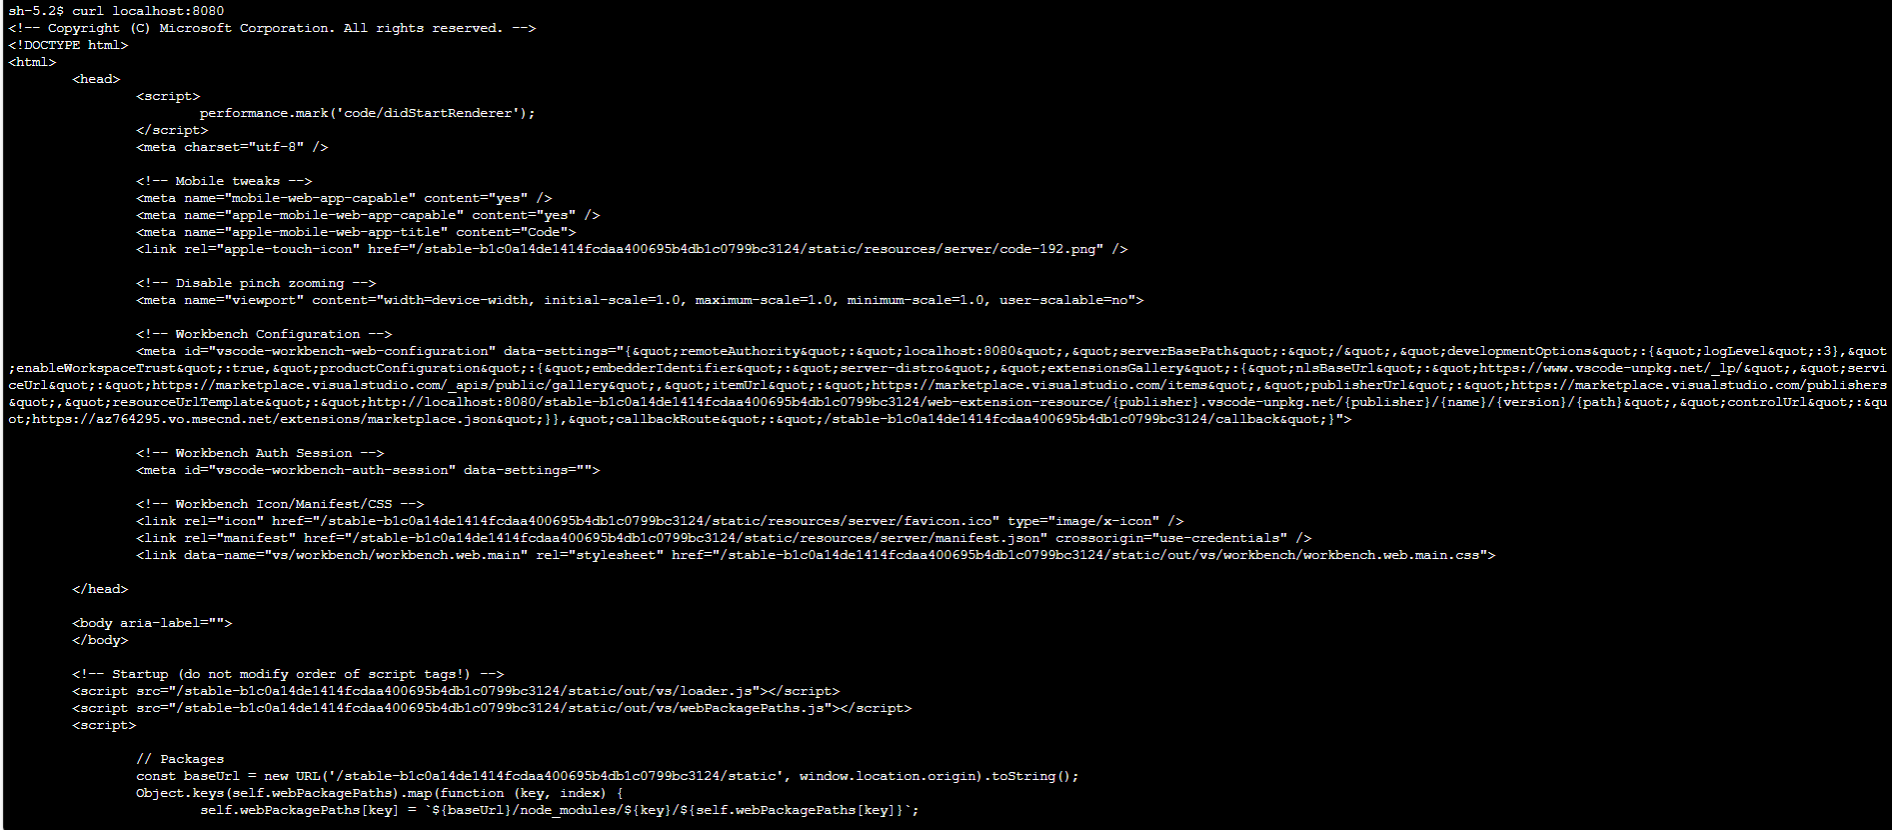 sh-5.2$ curl localhost:8080
<!-- Copyright (C) Microsoft Corporation. All rights reserved. -->
<!DOCTYPE html>
<html>
<head>
<script>
performance.mark('code/didStartRenderer');
</script>
<meta charset="utf-8" />
<!-- Mobile tweaks -->
<meta name="mobile-web-app-capable" content="yes" />
<meta name="apple-mobile-web-app-capable" content="yes" />
<meta name="apple-mobile-web-app-title" content="Code">
<link rel="apple-touch-icon" href="/stable-b1c0a14de1414fcdaa400695b4db1c0799bc3124/static/resources/server/code-192.png" />
<!-- Disable pinch zooming -->
<meta name="viewport" content="width=device-width, initial-scale=1.0, maximum-scale=1.0, minimum-scale=1.0, user-scalable=no">
<!-- Workbench Configuration -->
<meta id="vscode-workbench-web-configuration" data-settings="{&quot;remoteAuthority&quot;:&quot;localhost:8080&quot;,&quot;serverBasePath&quot;:&quot;/&quot;,&quot;developmentOptions&quot;:{&quot;logLevel&quot;:3},&quot
;enableWorkspaceTrust&quot;:true,&quot;productConfiguration&quot;:{&quot;embedderIdentifier&quot;:&quot;server-distro&quot;,&quot;extensionsGallery&quot;:{&quot;nlsBaseUrl&quot;:&quot;https://www.vscode-unpkg.net/_lp/&quot;,&quot;servi
ceUrl&quot;:&quot;https://marketplace.visualstudio.com/_apis/public/gallery&quot;,&quot;itemUrl&quot;:&quot;https://marketplace.visualstudio.com/items&quot;,&quot;publisherUrl&quot;:&quot;https://marketplace.visualstudio.com/publishers
&quot;,&quot;resourceUrlTemplate&quot;:&quot;http://localhost:8080/stable-b1c0a14de1414fcdaa400695b4db1c0799bc3124/web-extension-resource/{publisher}.vscode-unpkg.net/{publisher}/{name}/{version}/{path}&quot;,&quot;controlUrl&quot;:&qu
ot;https://az764295.vo.msecnd.net/extensions/marketplace.json&quot;}},&quot;callbackRoute&quot;:&quot;/stable-b1c0a14de1414fcdaa400695b4db1c0799bc3124/callback&quot;}">
<!-- Workbench Auth Session -->
<meta id="vscode-workbench-auth-session" data-settings="">
<!-- Workbench Icon/Manifest/CSS -->
<link rel="icon" href="/stable-b1c0a14de1414fcdaa400695b4db1c0799bc3124/static/resources/server/favicon.ico" type="image/x-icon" />
<link rel="manifest" href="/stable-b1c0a14de1414fcdaa400695b4db1c0799bc3124/static/resources/server/manifest.json" crossorigin="use-credentials" />
<link data-name="vs/workbench/workbench.web.main" rel="stylesheet" href="/stable-b1c0a14de1414fcdaa400695b4db1c0799bc3124/static/out/vs/workbench/workbench.web.main.css">
</head>
<body aria-label="">
</body>
<!-- Startup (do not modify order of script tags!) -->
<script src="/stable-b1c0a14de1414fcdaa400695b4db1c0799bc3124/static/out/vs/loader.js"></script>
<script src="/stable-b1c0a14de1414fcdaa400695b4db1c0799bc3124/static/out/vs/webPackagePaths.js"></script>
<script>
// Packages
const baseUrl = new URL('/stable-b1c0a14de1414fcdaa400695b4db1c0799bc3124/static', window.location.origin).toString();
Object.keys(self.webPackagePaths).map(function (key, index) {
self.webPackagePaths[key] = `${baseUrl}/node_modules/${key}/${self.webPackagePaths[key]}`;